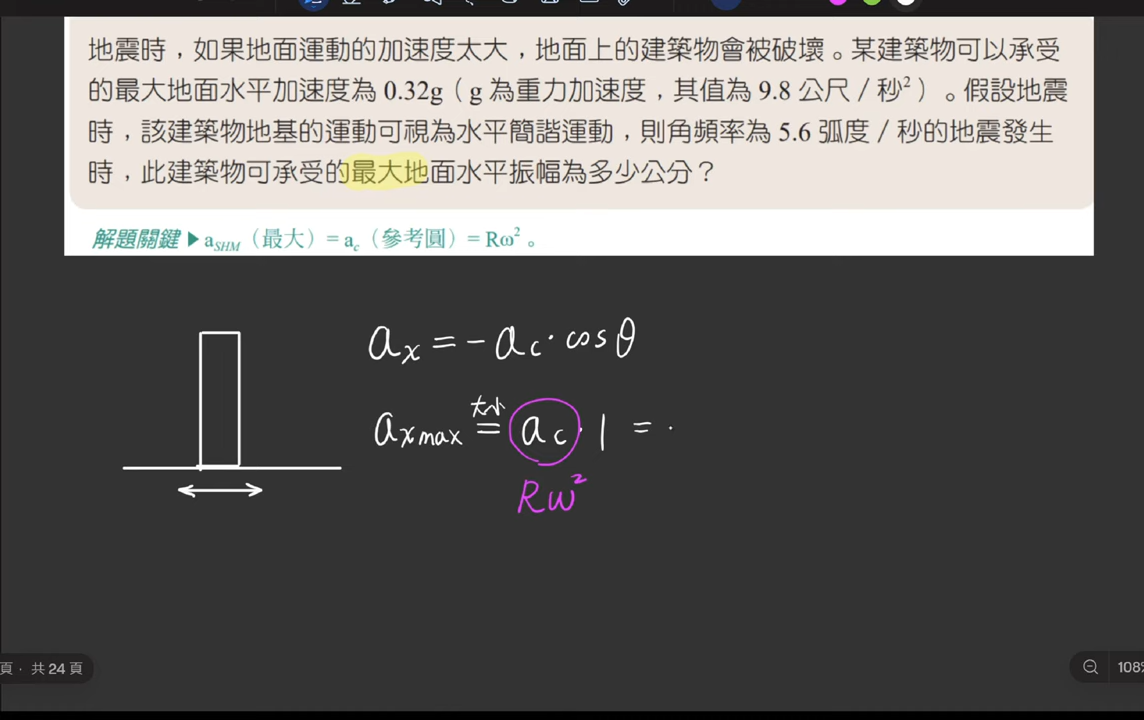 地震時，如果地面運動的加速度太大，地面上的建築物會被破壞。某建築物可以承受
的最大地面水平加速度為 0.32g（g 為重力加速度，其值為 9.8 公尺／秒²）。假設地震
時，該建築物地基的運動可視為水平簡諧運動，則角頻率為 5.6 弧度／秒的地震發生
時，此建築物可承受的最大地面水平振幅為多少公分？
解題關鍵▶a_SHM（最大）= a_c（參考圓）= Rω²。
a_x = - a_c · cosθ
大小
a_x max = a_c · 1 = ·
Rω²
頁 · 共 24 頁
108%